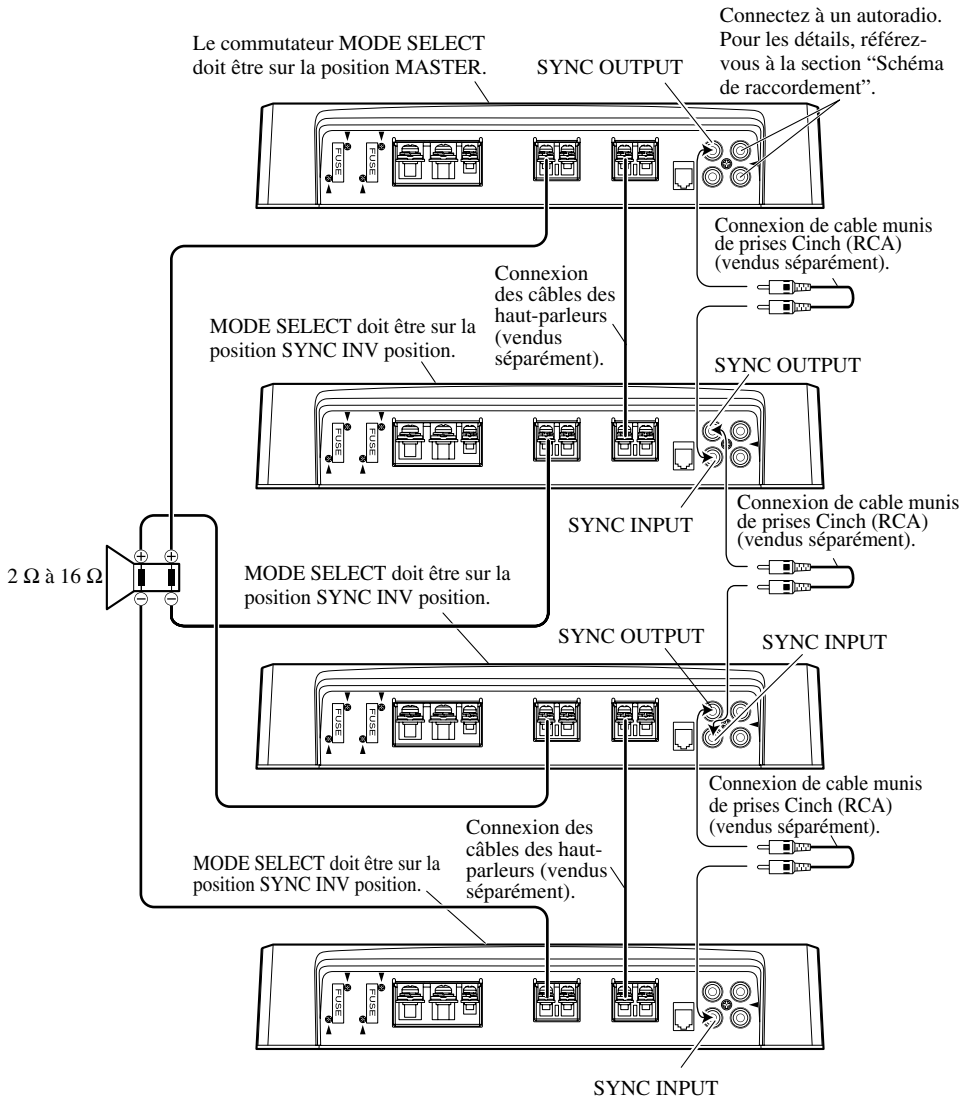 Connectez à un autoradio.
Pour les détails, référez-
vous à la section “Schéma
de raccordement”.
Le commutateur MODE SELECT
doit être sur la position MASTER.
SYNC OUTPUT
FUSE
FUSE
Connexion de cable munis
de prises Cinch (RCA)
(vendus séparément).
Connexion
des câbles des
haut-parleurs
(vendus
séparément).
MODE SELECT doit être sur la
position SYNC INV position.
SYNC OUTPUT
FUSE
FUSE
SYNC INPUT
Connexion de cable munis
de prises Cinch (RCA)
(vendus séparément).
2 Ω à 16 Ω
+
+
−
−
MODE SELECT doit être sur la
position SYNC INV position.
SYNC OUTPUT
SYNC INPUT
FUSE
FUSE
Connexion de cable munis
de prises Cinch (RCA)
(vendus séparément).
Connexion des
câbles des haut-
parleurs (vendus
séparément).
MODE SELECT doit être sur la
position SYNC INV position.
FUSE
FUSE
SYNC INPUT